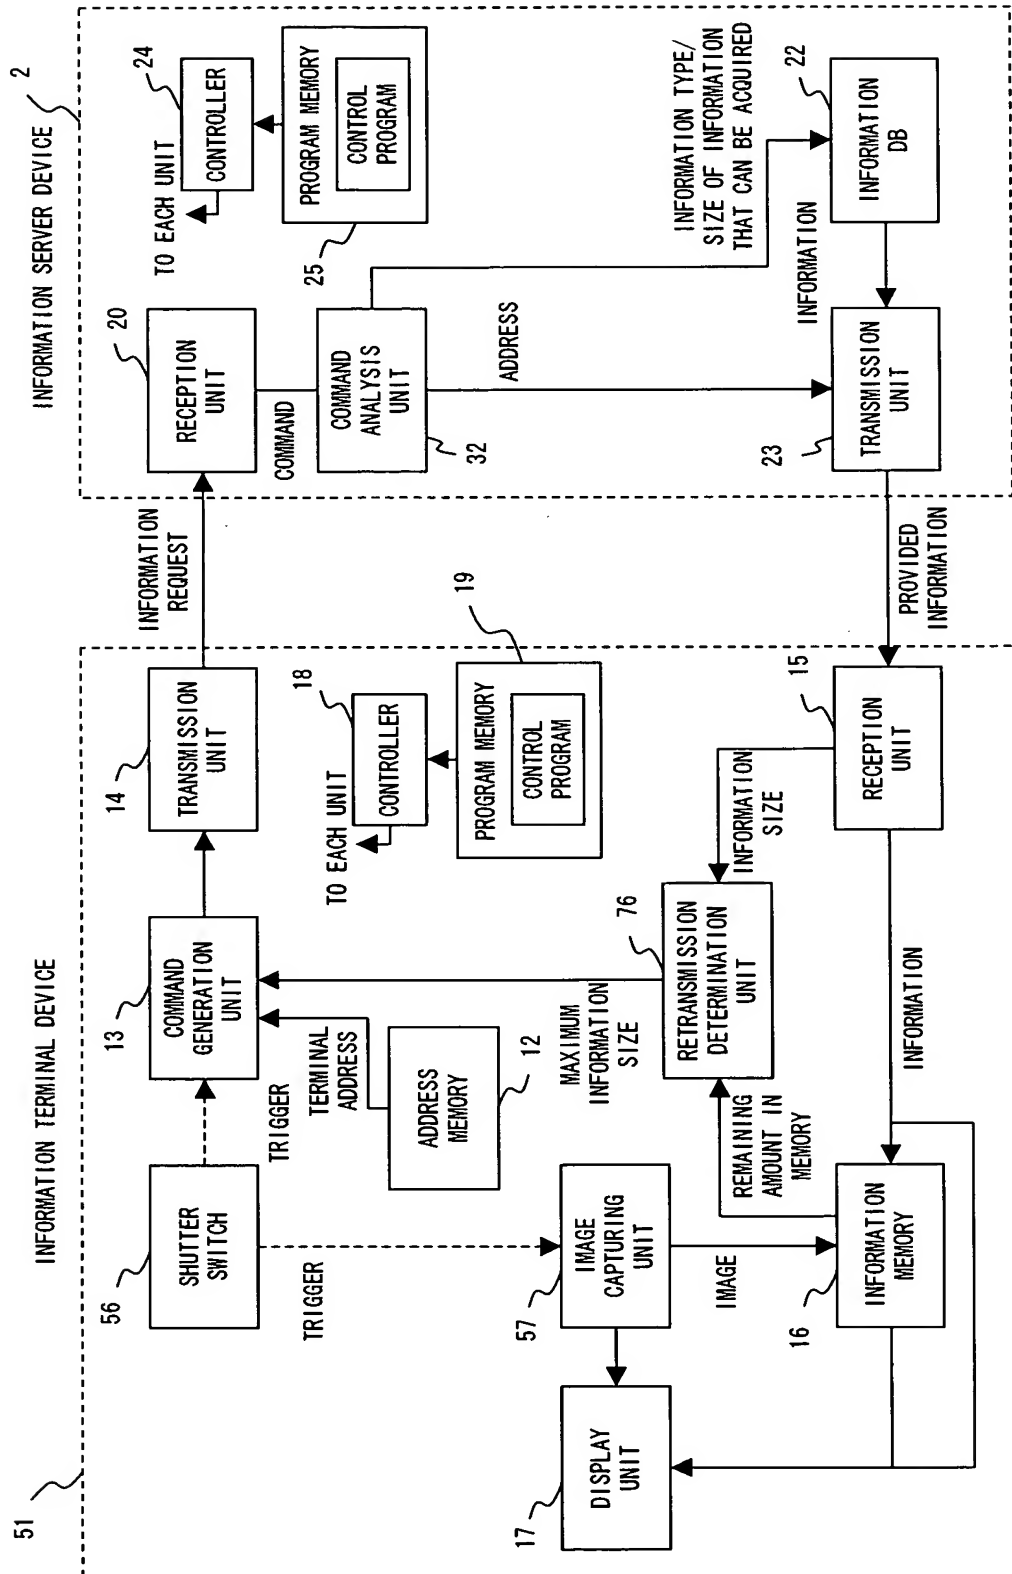 51
INFORMATION TERMINAL DEVICE
INFORMATION SERVER DEVICE
2
56
SHUTTER
SWITCH
TRIGGER
TRIGGER
13
COMMAND
GENERATION
UNIT
14
TRANSMISSION
UNIT
INFORMATION
REQUEST
TERMINAL
ADDRESS
ADDRESS
MEMORY
12
TO EACH UNIT
18
CONTROLLER
PROGRAM MEMORY
CONTROL
PROGRAM
19
17
DISPLAY
UNIT
57
IMAGE
CAPTURING
UNIT
IMAGE
16
INFORMATION
MEMORY
REMAINING
AMOUNT IN
MEMORY
MAXIMUM
INFORMATION
SIZE
76
RETRANSMISSION
DETERMINATION
UNIT
INFORMATION
SIZE
15
RECEPTION
UNIT
INFORMATION
PROVIDED
INFORMATION
20
RECEPTION
UNIT
COMMAND
COMMAND
ANALYSIS
UNIT
32
TO EACH UNIT
24
CONTROLLER
PROGRAM MEMORY
CONTROL
PROGRAM
25
ADDRESS
INFORMATION TYPE/
SIZE OF INFORMATION
THAT CAN BE ACQUIRED
22
INFORMATION
DB
INFORMATION
23
TRANSMISSION
UNIT